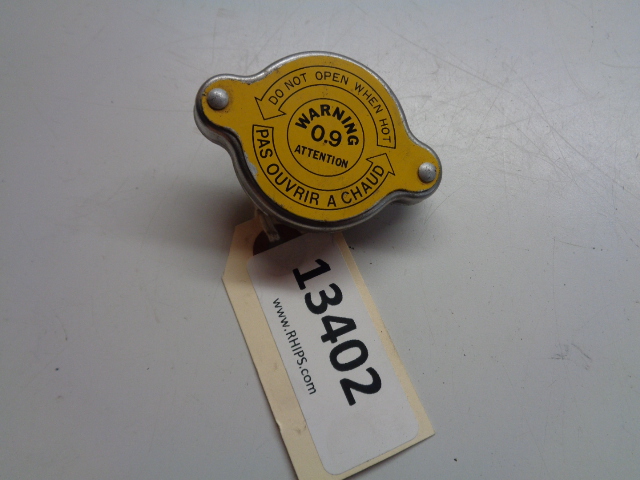 DO NOT OPEN WHEN HOT
WARNING
0.9
ATTENTION
PAS OUVRIR A CHAUD
13402
www.RHIPS.com